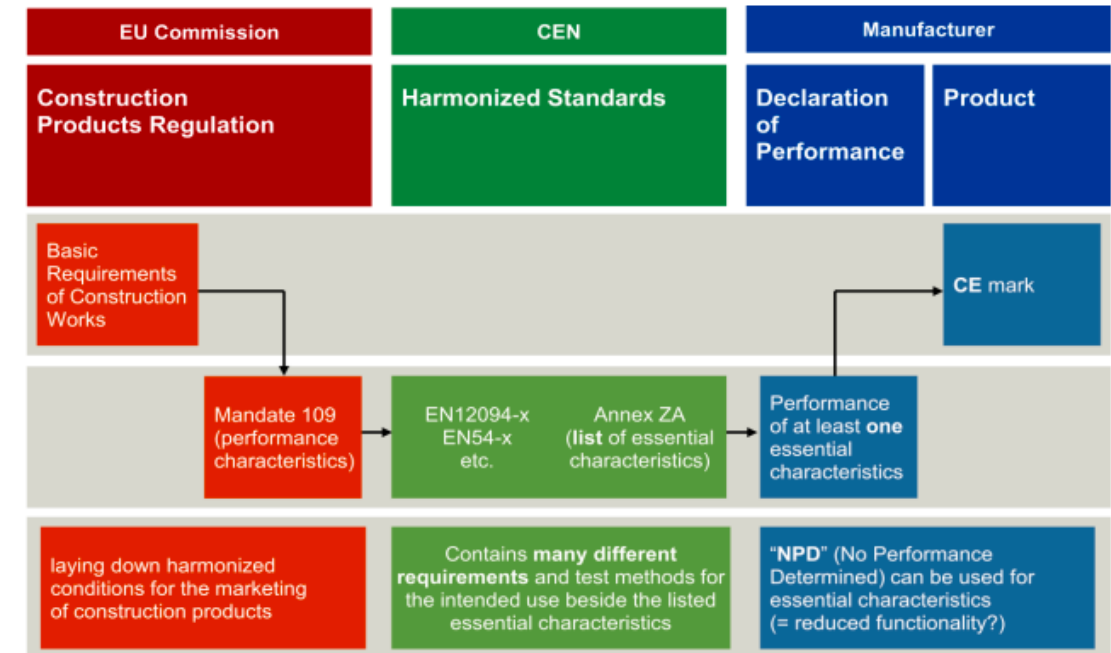 EU Commission
CEN
Manufacturer
Construction
Products Regulation
Harmonized Standards
Declaration
of
Performance
Product
Basic
Requirements
of Construction
Works
CE mark
Mandate 109
(performance
characteristics)
EN12094-x
EN54-x
etc.
Annex ZA
(list of essential
characteristics)
Performance
of at least one
essential
characteristics
laying down harmonized
conditions for the marketing
of construction products
Contains many different
requirements and test methods for
the intended use beside the listed
essential characteristics
“NPD” (No Performance
Determined) can be used for
essential characteristics
(= reduced functionality?)